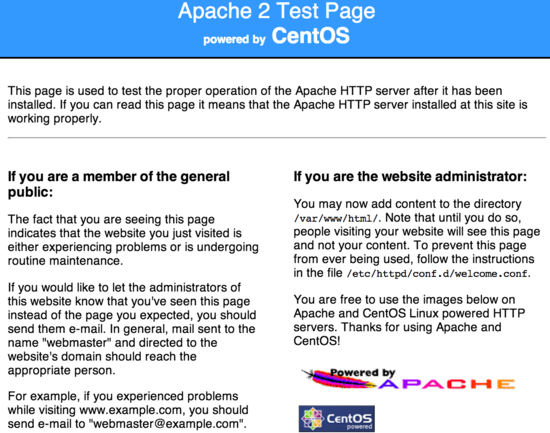 Apache 2 Test Page
powered by CentOS
This page is used to test the proper operation of the Apache HTTP server after it has been
installed. If you can read this page it means that the Apache HTTP server installed at this site is
working properly.
If you are a member of the general
public:
The fact that you are seeing this page
indicates that the website you just visited is
either experiencing problems or is undergoing
routine maintenance.
If you would like to let the administrators of
this website know that you've seen this page
instead of the page you expected, you should
send them e-mail. In general, mail sent to the
name "webmaster" and directed to the
website's domain should reach the
appropriate person.
For example, if you experienced problems
while visiting www.example.com, you should
send e-mail to "webmaster@example.com".
If you are the website administrator:
You may now add content to the directory
/var/www/html/. Note that until you do so,
people visiting your website will see this page
and not your content. To prevent this page
from ever being used, follow the instructions
in the file /etc/httpd/conf.d/welcome.conf.
You are free to use the images below on
Apache and CentOS Linux powered HTTP
servers. Thanks for using Apache and
CentOS!
Powered by
APACHE
CentOS
powered